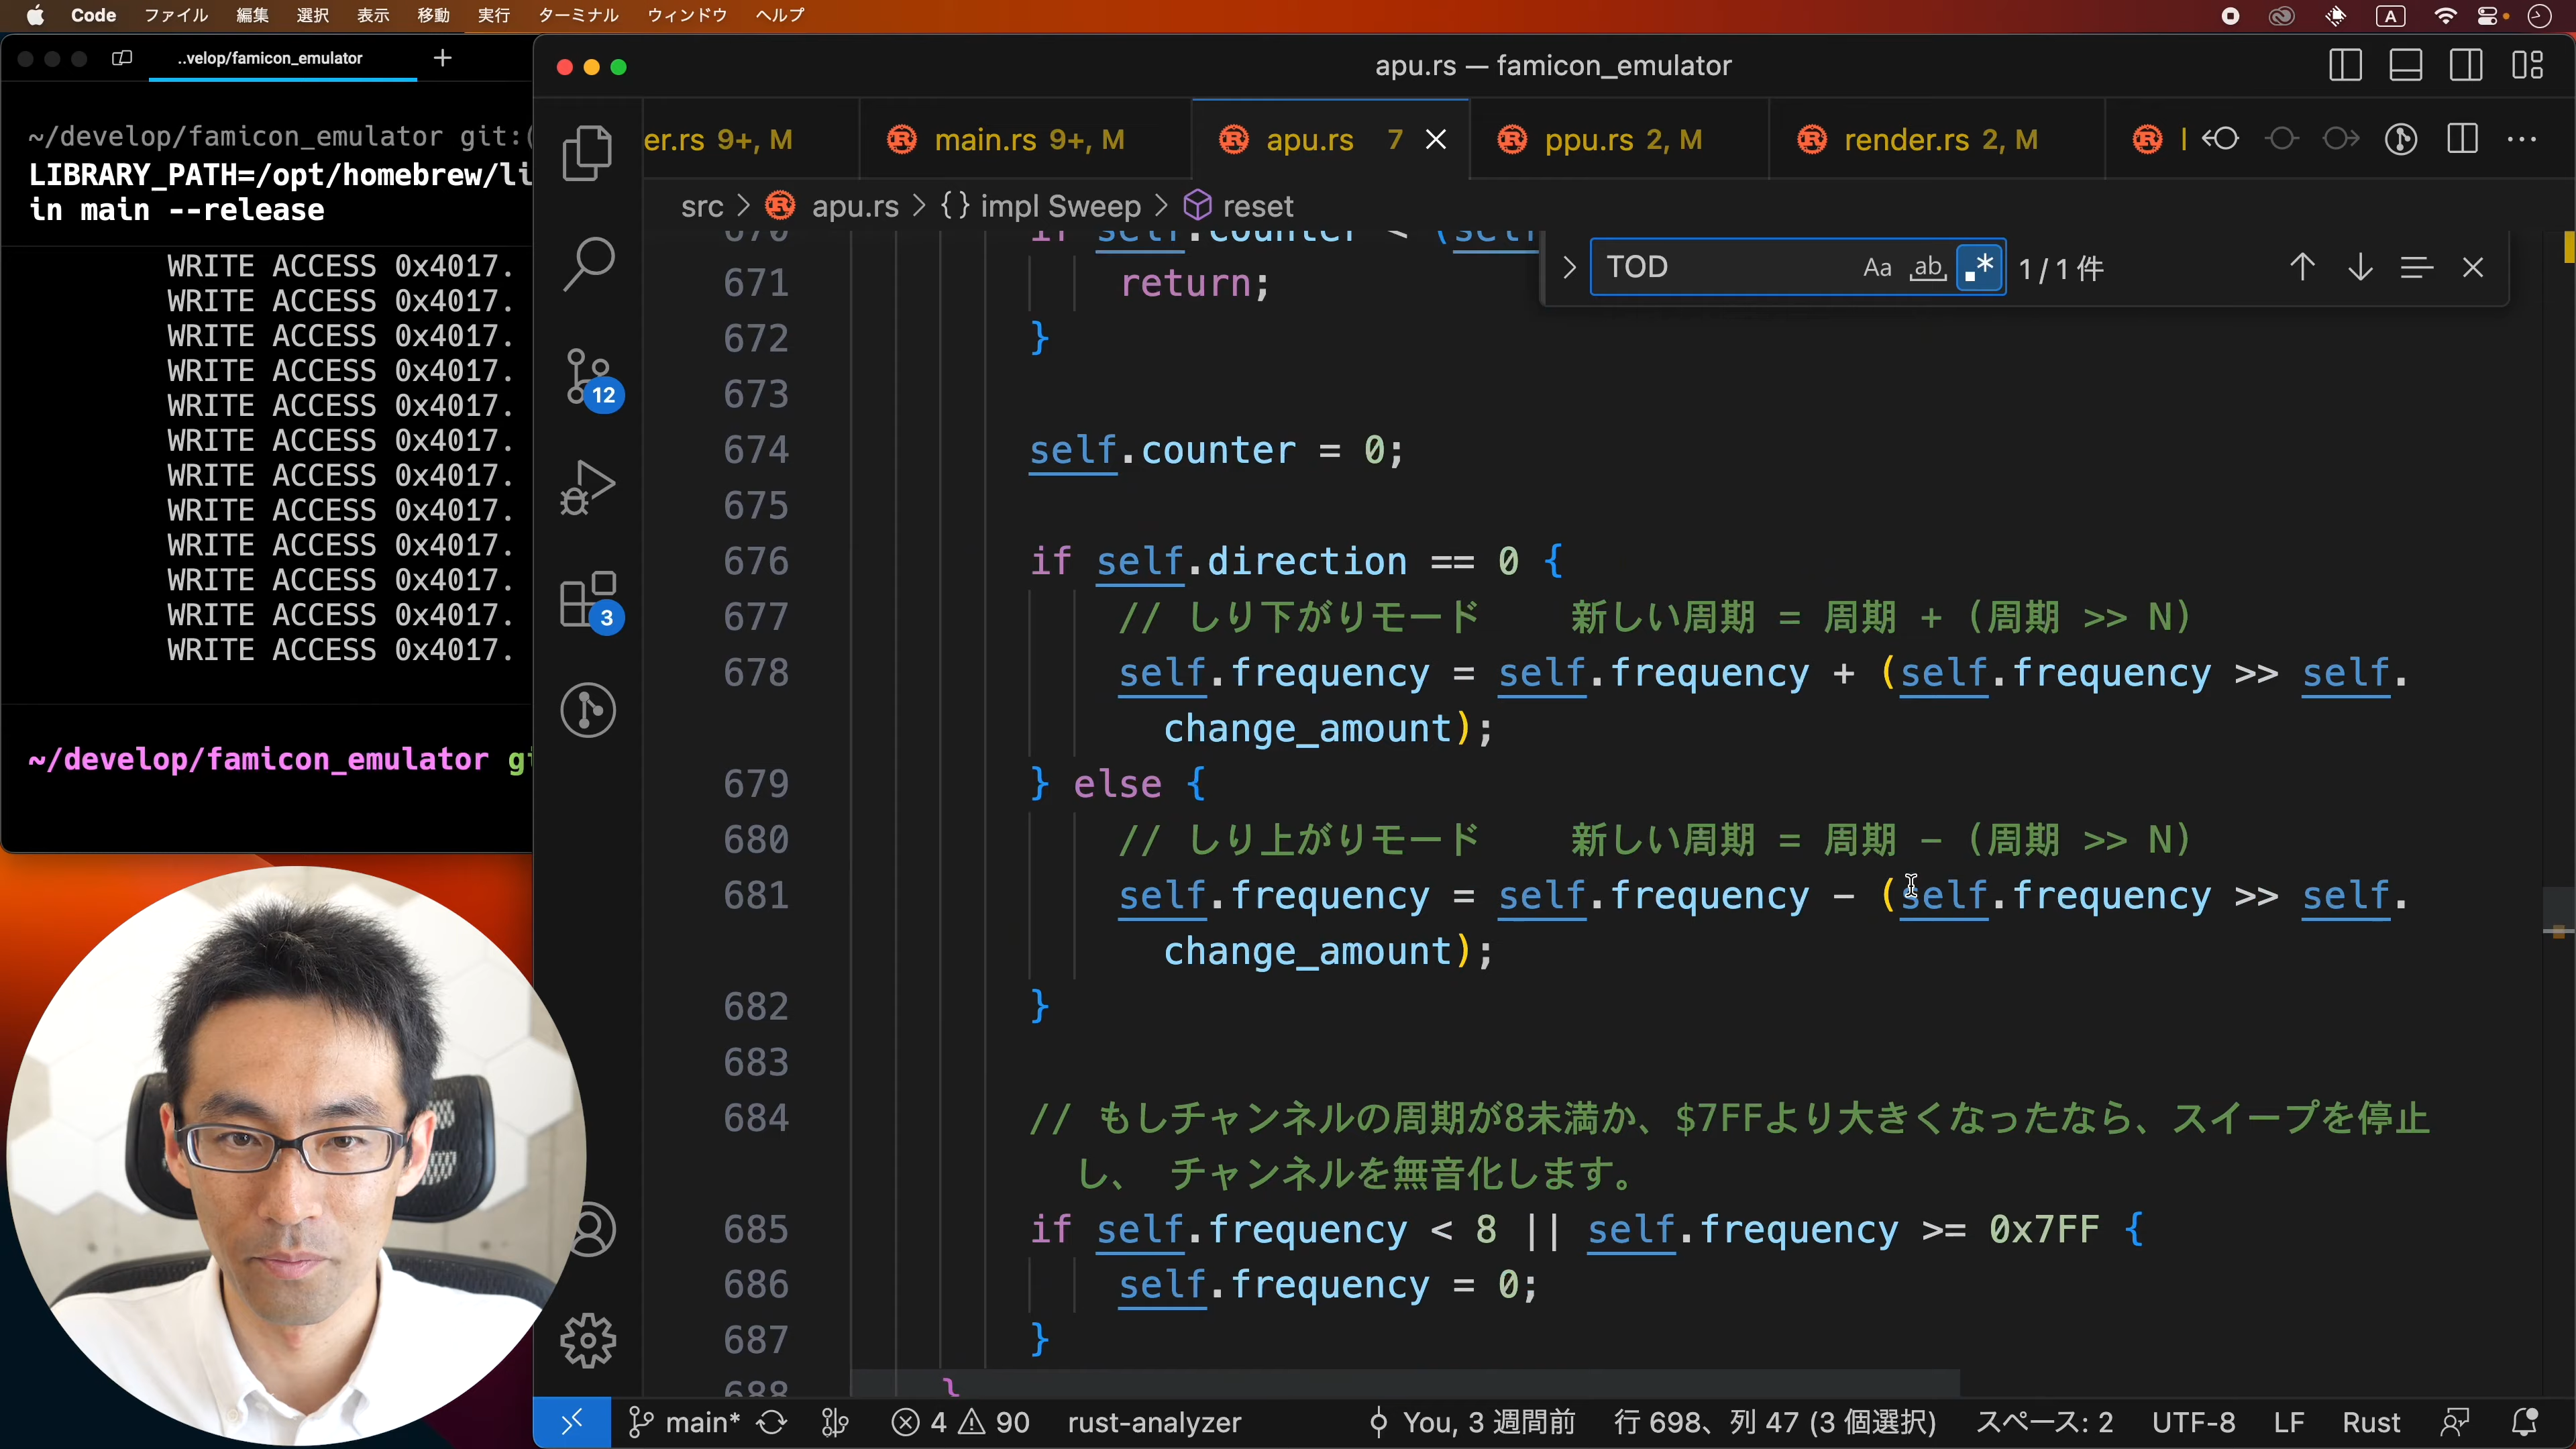 Code ファイル 編集 選択 表示 移動 実行 ターミナル ウィンドウ ヘルプ
A
..velop/famicon_emulator
~/develop/famicon_emulator git:(
LIBRARY_PATH=/opt/homebrew/li
in main --release
WRITE ACCESS 0x4017.
WRITE ACCESS 0x4017.
WRITE ACCESS 0x4017.
WRITE ACCESS 0x4017.
WRITE ACCESS 0x4017.
WRITE ACCESS 0x4017.
WRITE ACCESS 0x4017.
WRITE ACCESS 0x4017.
WRITE ACCESS 0x4017.
WRITE ACCESS 0x4017.
WRITE ACCESS 0x4017.
WRITE ACCESS 0x4017.
~/develop/famicon_emulator gi
apu.rs — famicon_emulator
er.rs 9+, M main.rs 9+, M apu.rs 7 ppu.rs 2, M render.rs 2, M
src > apu.rs > {} impl Sweep > reset
TOD Aa ab .* 1 / 1 件
12
3
670 if self.counter < (self
671 return;
672 }
673
674 self.counter = 0;
675
676 if self.direction == 0 {
677 // しり下がりモード    新しい周期 = 周期 + (周期 >> N)
678 self.frequency = self.frequency + (self.frequency >> self.
change_amount);
679 } else {
680 // しり上がりモード    新しい周期 = 周期 - (周期 >> N)
681 self.frequency = self.frequency - (self.frequency >> self.
change_amount);
682 }
683
684 // もしチャンネルの周期が8未満か、$7FFより大きくなったなら、スイープを停止
し、 チャンネルを無音化します。
685 if self.frequency < 8 || self.frequency >= 0x7FF {
686 self.frequency = 0;
687 }
688 }
main* 4 90 rust-analyzer You, 3 週間前 行 698、列 47 (3 個選択) スペース: 2 UTF-8 LF Rust